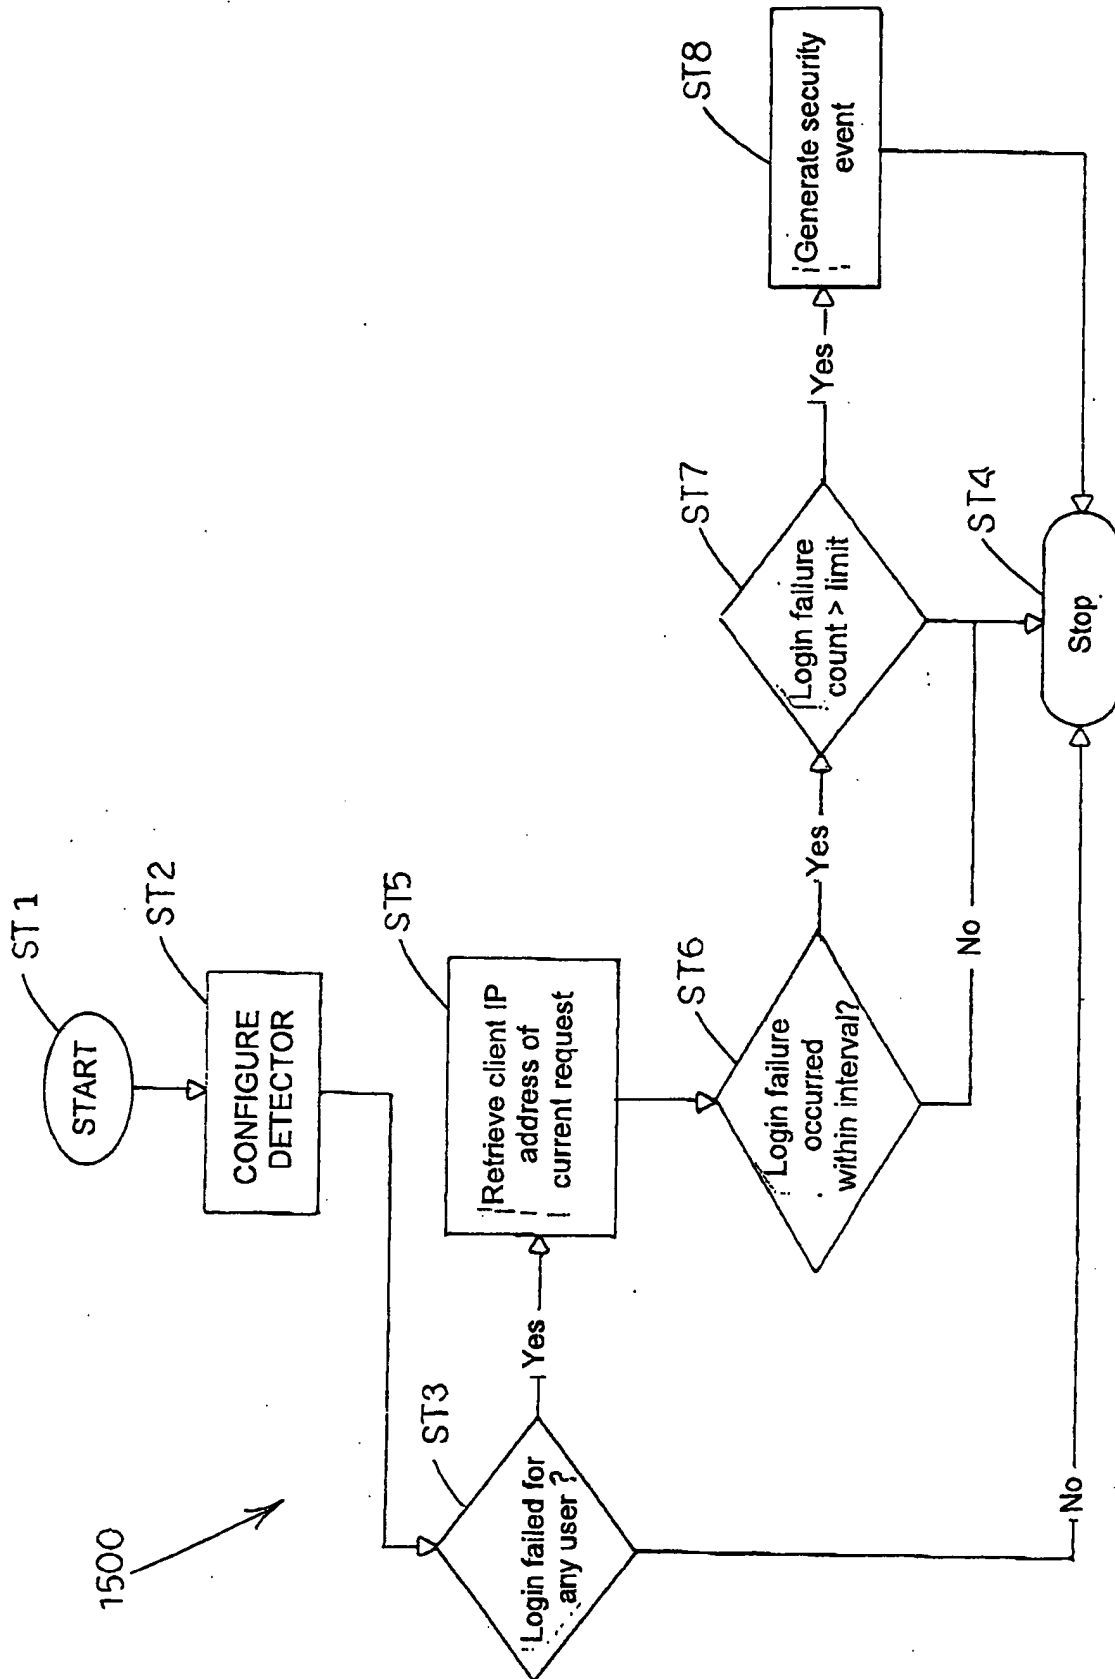 1500
ST1
START
ST2
CONFIGURE
DETECTOR
ST3
Login failed for
any user ?
Yes
No
ST5
Retrieve client IP
address of
current request
ST6
Login failure
occurred
within interval?
Yes
No
ST7
Login failure
count > limit
Yes
ST8
Generate security
event
ST4
Stop